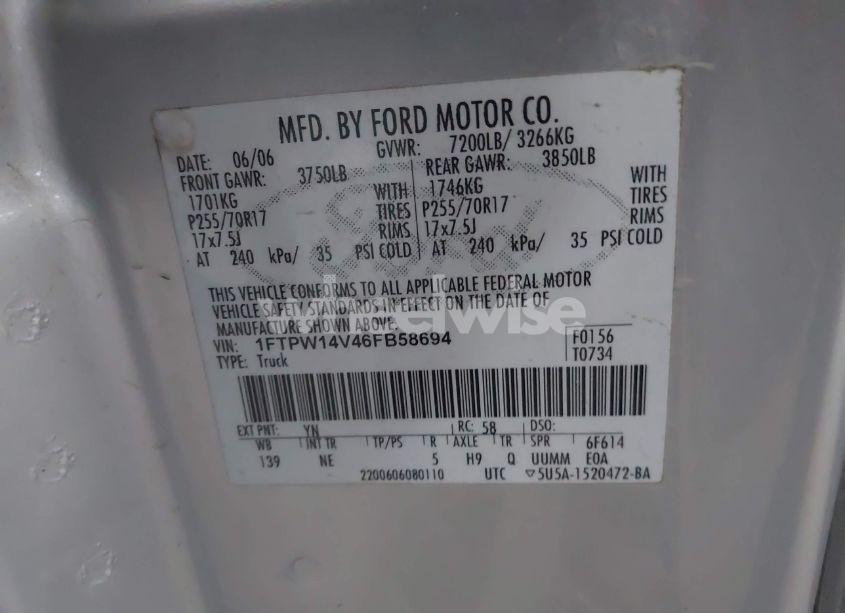 MFD. BY FORD MOTOR CO.
DATE: 06/06 GVWR: 7200LB/ 3266KG
FRONT GAWR: 3750LB REAR GAWR: 3850LB
1701KG WITH 1746KG WITH
P255/70R17 TIRES P255/70R17 TIRES
17x7.5J RIMS 17x7.5J RIMS
AT 240 kPa/ 35 PSI COLD AT 240 kPa/ 35 PSI COLD
THIS VEHICLE CONFORMS TO ALL APPLICABLE FEDERAL MOTOR
VEHICLE SAFETY STANDARDS IN EFFECT ON THE DATE OF
MANUFACTURE SHOWN ABOVE.
VIN: 1FTPW14V46FB58694 F0156
TYPE: Truck T0734
EXT PNT: YN RC: 58 DSO:
WB INT TR TP/PS R AXLE TR SPR 6F614
139 NE 5 H9 Q UUMM E0A
2200606080110 UTC ▽5U5A-1520472-BA